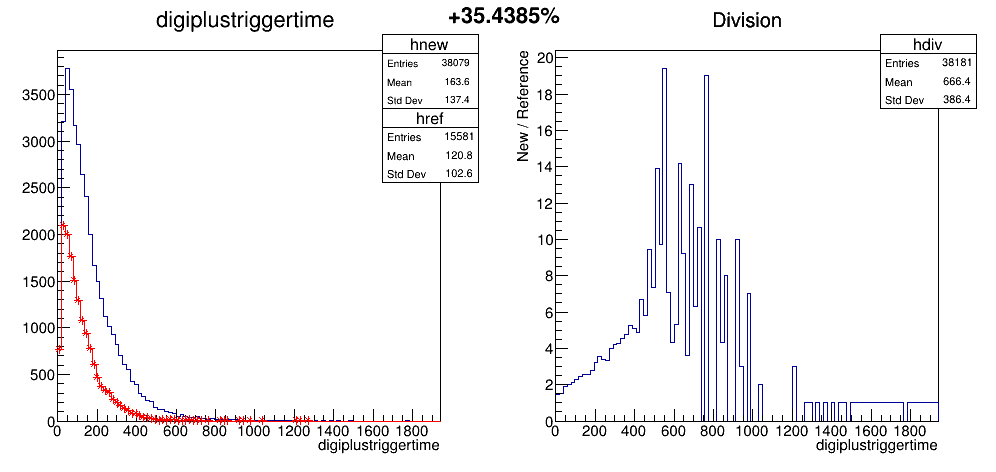 digiplustriggertime
+35.4385%
Division
hnew
Entries 38079
Mean 163.6
Std Dev 137.4
href
Entries 15581
Mean 120.8
Std Dev 102.6
3500
3000
2500
2000
1500
1000
500
0
0 200 400 600 800 1000 1200 1400 1600 1800
digiplustriggertime
hdiv
Entries 38181
Mean 666.4
Std Dev 386.4
New / Reference
20
18
16
14
12
10
8
6
4
2
0
0 200 400 600 800 1000 1200 1400 1600 1800
digiplustriggertime